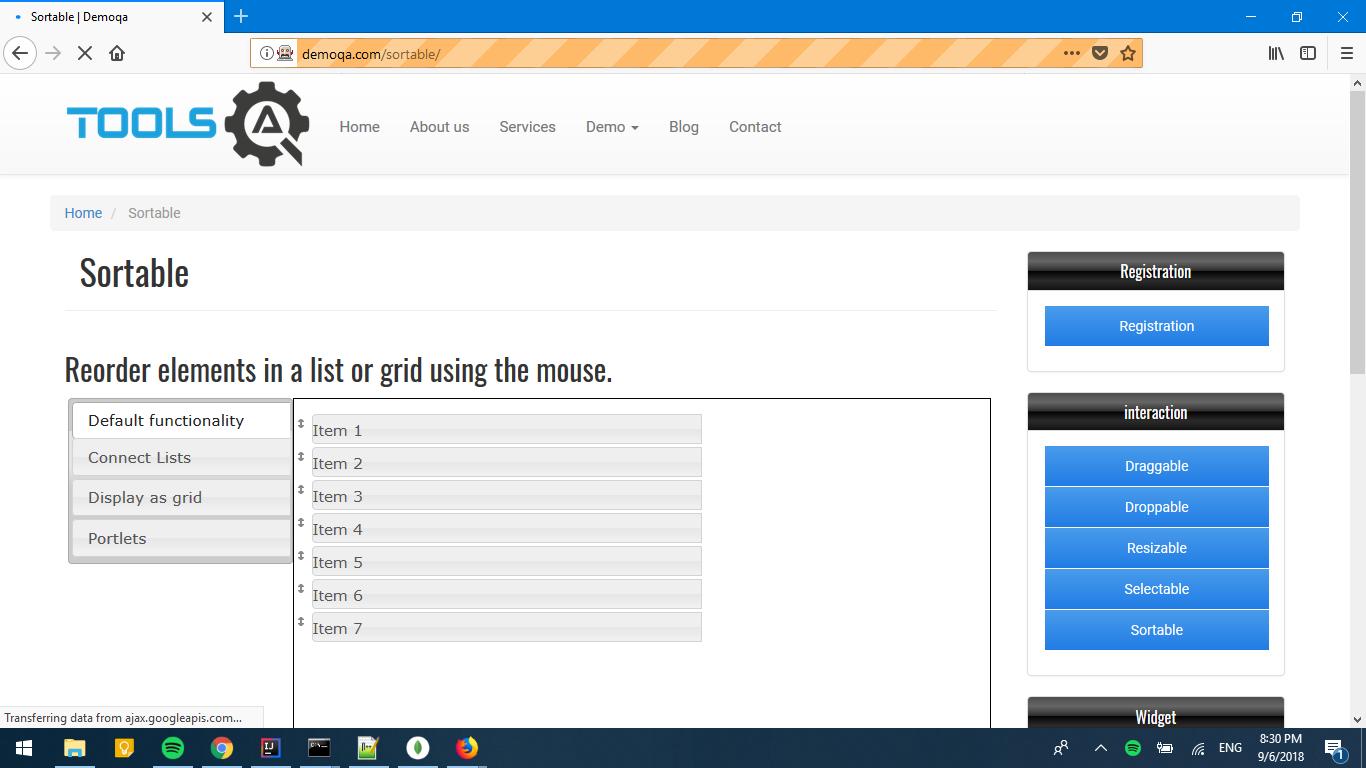 Sortable | Demoqa
demoqa.com/sortable/
TOOLS QA
Home
About us
Services
Demo
Blog
Contact
Home / Sortable
Sortable
Reorder elements in a list or grid using the mouse.
Default functionality
Connect Lists
Display as grid
Portlets
Item 1
Item 2
Item 3
Item 4
Item 5
Item 6
Item 7
Registration
Registration
interaction
Draggable
Droppable
Resizable
Selectable
Sortable
Widget
Transferring data from ajax.googleapis.com...
ENG
8:30 PM
9/6/2018
1